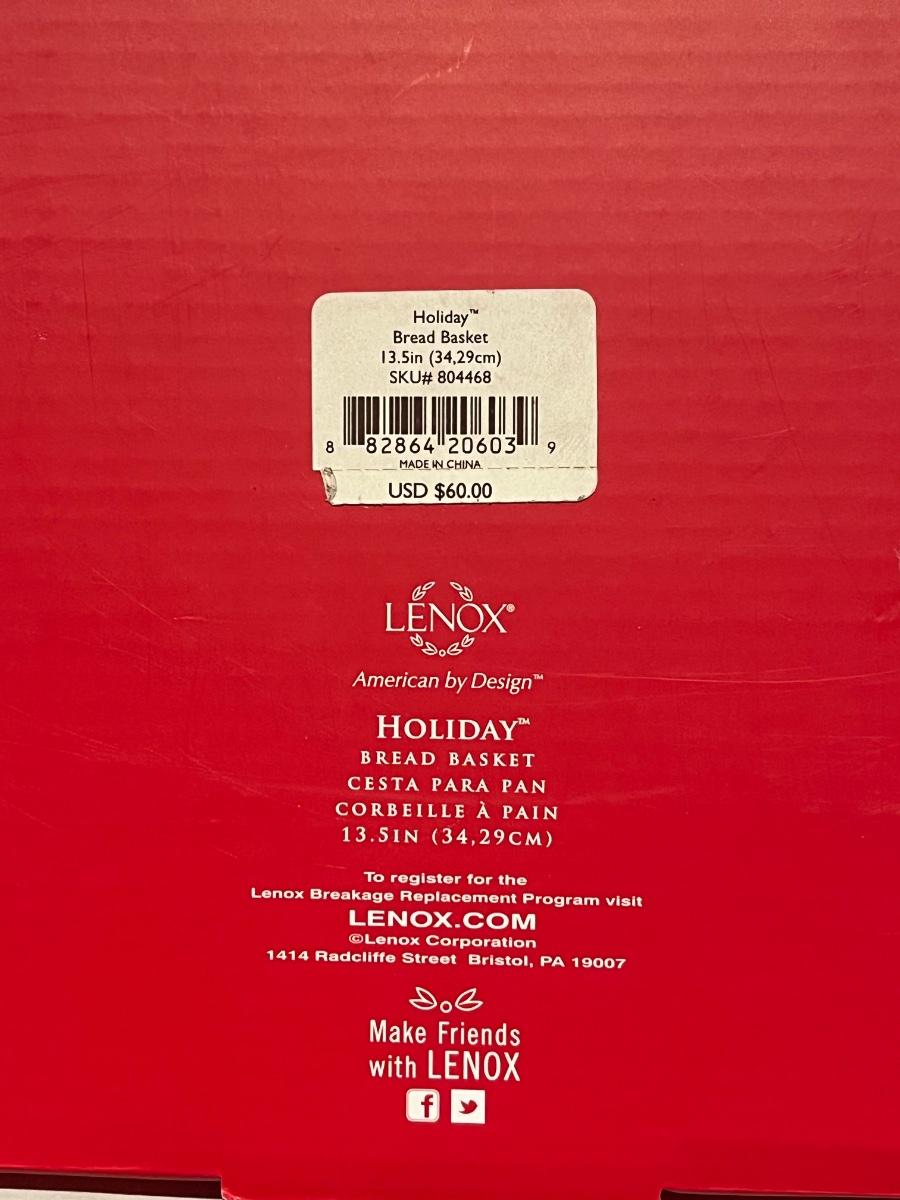 Holiday™
Bread Basket
13.5in (34,29cm)
SKU# 804468
8 82864 20603 9
MADE IN CHINA
USD $60.00
LENOX®
American by Design™
HOLIDAY™
BREAD BASKET
CESTA PARA PAN
CORBEILLE À PAIN
13.5IN (34,29CM)
To register for the
Lenox Breakage Replacement Program visit
LENOX.COM
©Lenox Corporation
1414 Radcliffe Street Bristol, PA 19007
Make Friends
with LENOX
f